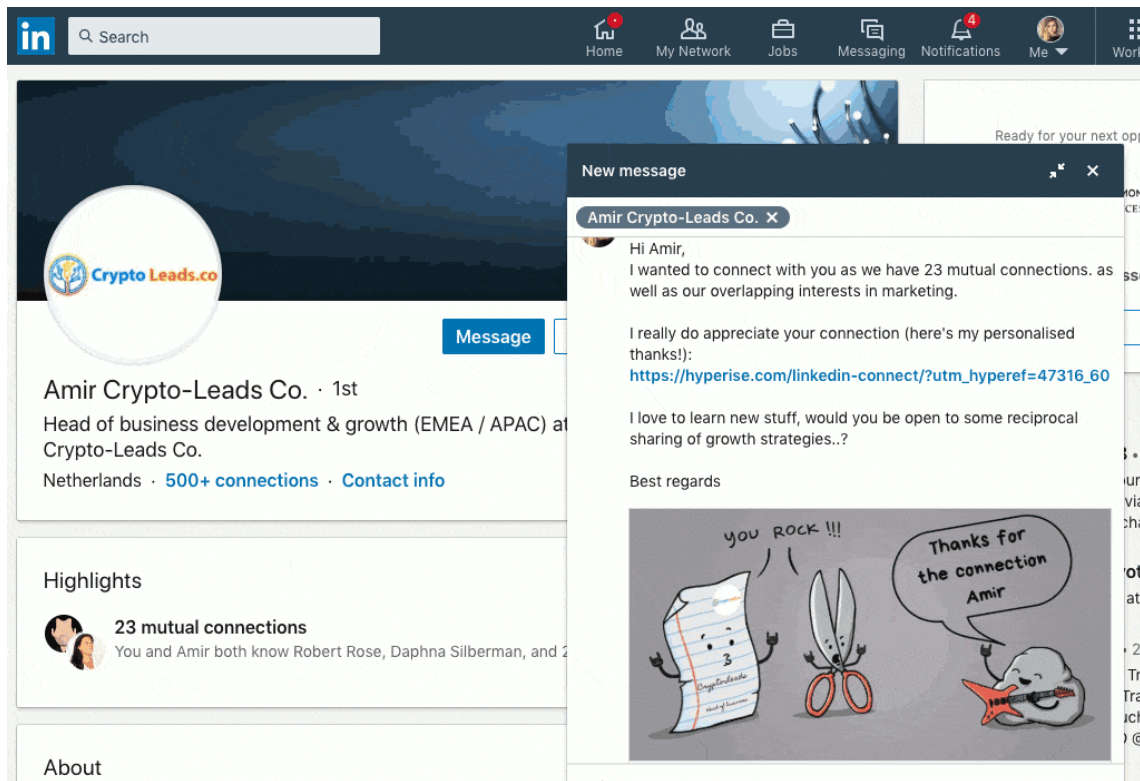 in
Search
Home
My Network
Jobs
Messaging
4
Notifications
Me
Ready for your next
New message
Amir Crypto-Leads Co.
Hi Amir,
I wanted to connect with you as we have 23 mutual connections. as
well as our overlapping interests in marketing.
I really do appreciate your connection (here's my personalised
thanks!):
https://hyperise.com/linkedin-connect/?utm_hyperef=47316_60
I love to learn new stuff, would you be open to some reciprocal
sharing of growth strategies..?
Best regards
YOU ROCK !!!
Thanks for
the connection
Amir
Cryptoleads
Head of business
Crypto Leads.co
Message
Amir Crypto-Leads Co. · 1st
Head of business development & growth (EMEA / APAC) at
Crypto-Leads Co.
Netherlands · 500+ connections · Contact info
Highlights
23 mutual connections
You and Amir both know Robert Rose, Daphna Silberman, and 2
About